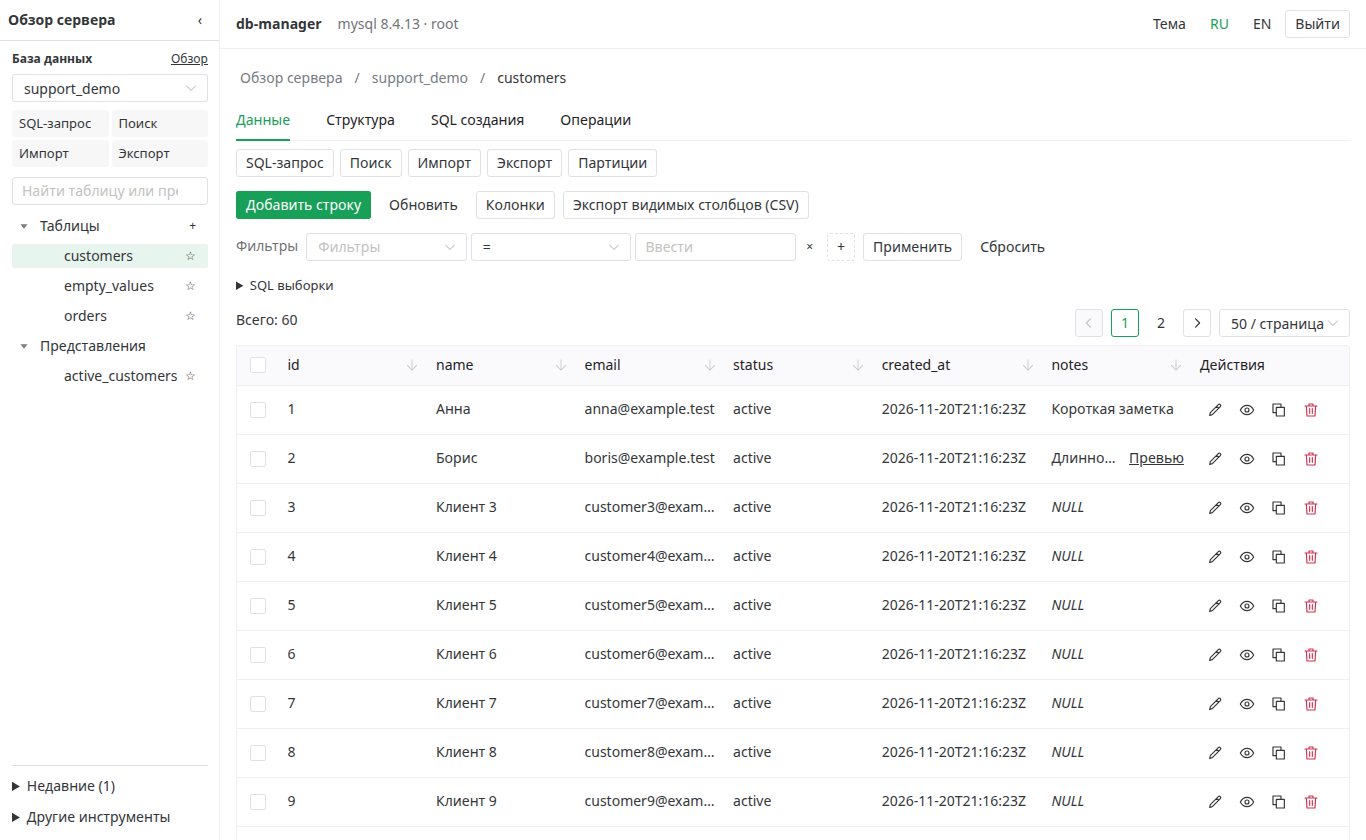 Обзор сервера ‹
База данных Обзор
support_demo
SQL-запрос Поиск
Импорт Экспорт
Найти таблицу или пре
Таблицы +
customers ☆
empty_values ☆
orders ☆
Представления
active_customers ☆
Недавние (1)
Другие инструменты
db-manager mysql 8.4.13 · root Тема RU EN Выйти
Обзор сервера / support_demo / customers
Данные Структура SQL создания Операции
SQL-запрос Поиск Импорт Экспорт Партиции
Добавить строку Обновить Колонки Экспорт видимых столбцов (CSV)
Фильтры Фильтры = Ввести × + Применить Сбросить
SQL выборки
Всего: 60 1 2 50 / страница
id name email status created_at notes Действия
1 Анна anna@example.test active 2026-11-20T21:16:23Z Короткая заметка
2 Борис boris@example.test active 2026-11-20T21:16:23Z Длинно... Превью
3 Клиент 3 customer3@exam... active 2026-11-20T21:16:23Z NULL
4 Клиент 4 customer4@exam... active 2026-11-20T21:16:23Z NULL
5 Клиент 5 customer5@exam... active 2026-11-20T21:16:23Z NULL
6 Клиент 6 customer6@exam... active 2026-11-20T21:16:23Z NULL
7 Клиент 7 customer7@exam... active 2026-11-20T21:16:23Z NULL
8 Клиент 8 customer8@exam... active 2026-11-20T21:16:23Z NULL
9 Клиент 9 customer9@exam... active 2026-11-20T21:16:23Z NULL